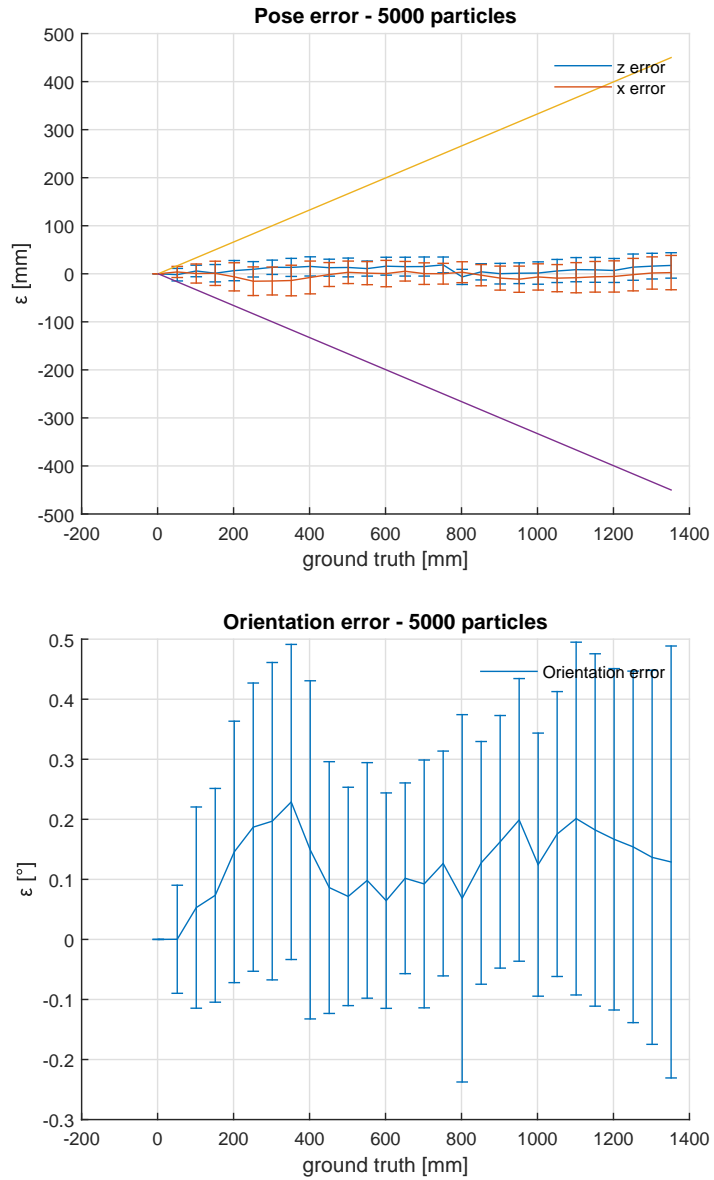 Pose error - 5000 particles
500
400
300
200
100
0
-100
-200
-300
-400
-500
ε [mm]
z error
x error
-200 0 200 400 600 800 1000 1200 1400
ground truth [mm]
Orientation error - 5000 particles
0.5
0.4
0.3
0.2
0.1
0
-0.1
-0.2
-0.3
ε [°]
Orientation error
-200 0 200 400 600 800 1000 1200 1400
ground truth [mm]